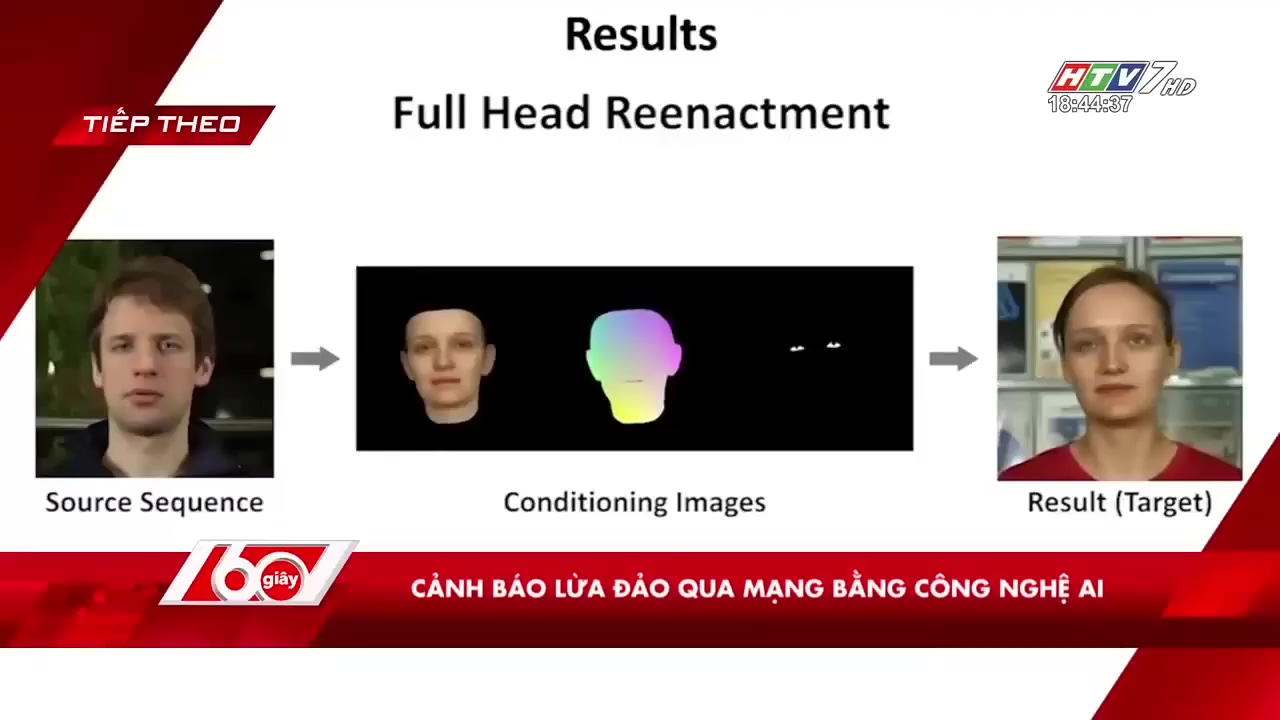 Results
HTV7 HD
18:44:37
TIẾP THEO
Full Head Reenactment
Source Sequence
Conditioning Images
Result (Target)
60 giây
CẢNH BÁO LỪA ĐẢO QUA MẠNG BẰNG CÔNG NGHỆ AI